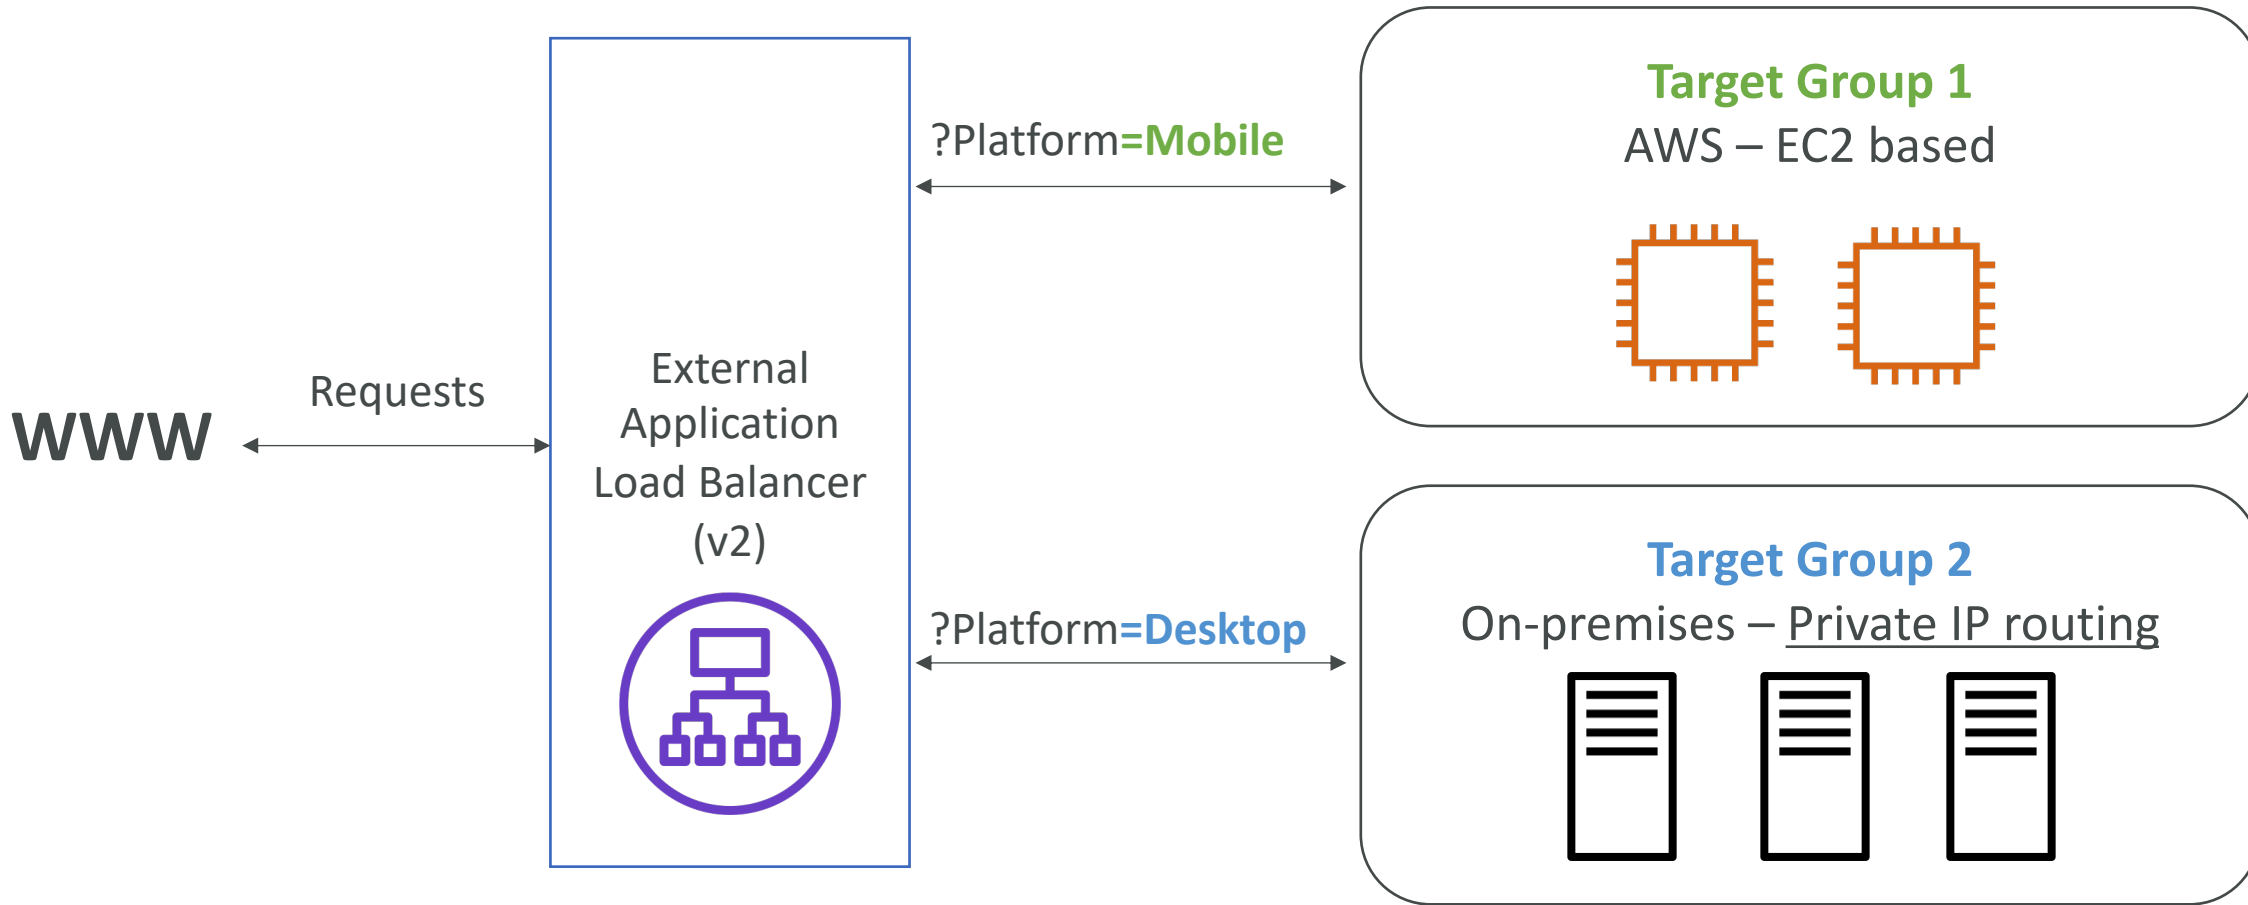 WWW
Requests
External
Application
Load Balancer
(v2)
?Platform=Mobile
Target Group 1
AWS – EC2 based
?Platform=Desktop
Target Group 2
On-premises – Private IP routing